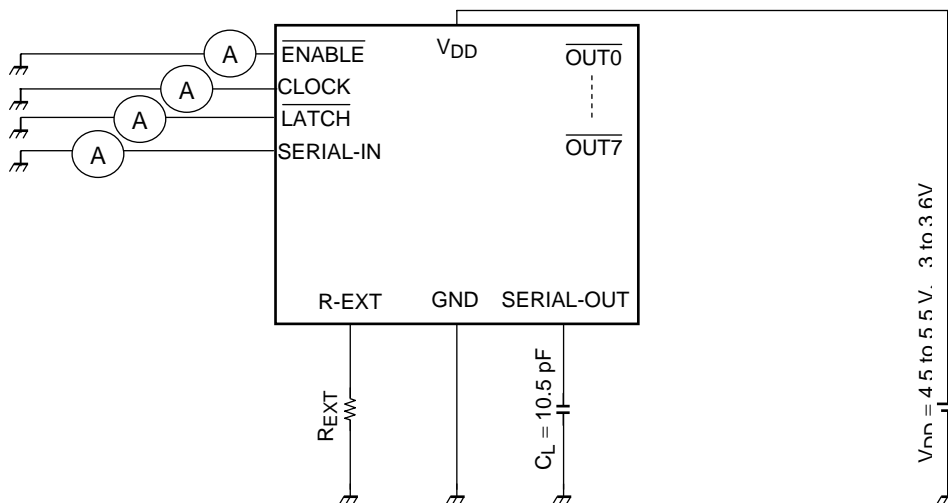 A
A
A
A
ENABLE
CLOCK
LATCH
SERIAL-IN
VDD
OUT0
OUT7
R-EXT
GND
SERIAL-OUT
REXT
CL = 10.5 pF
VDD = 4.5 to 5.5 V, 3 to 3.6V